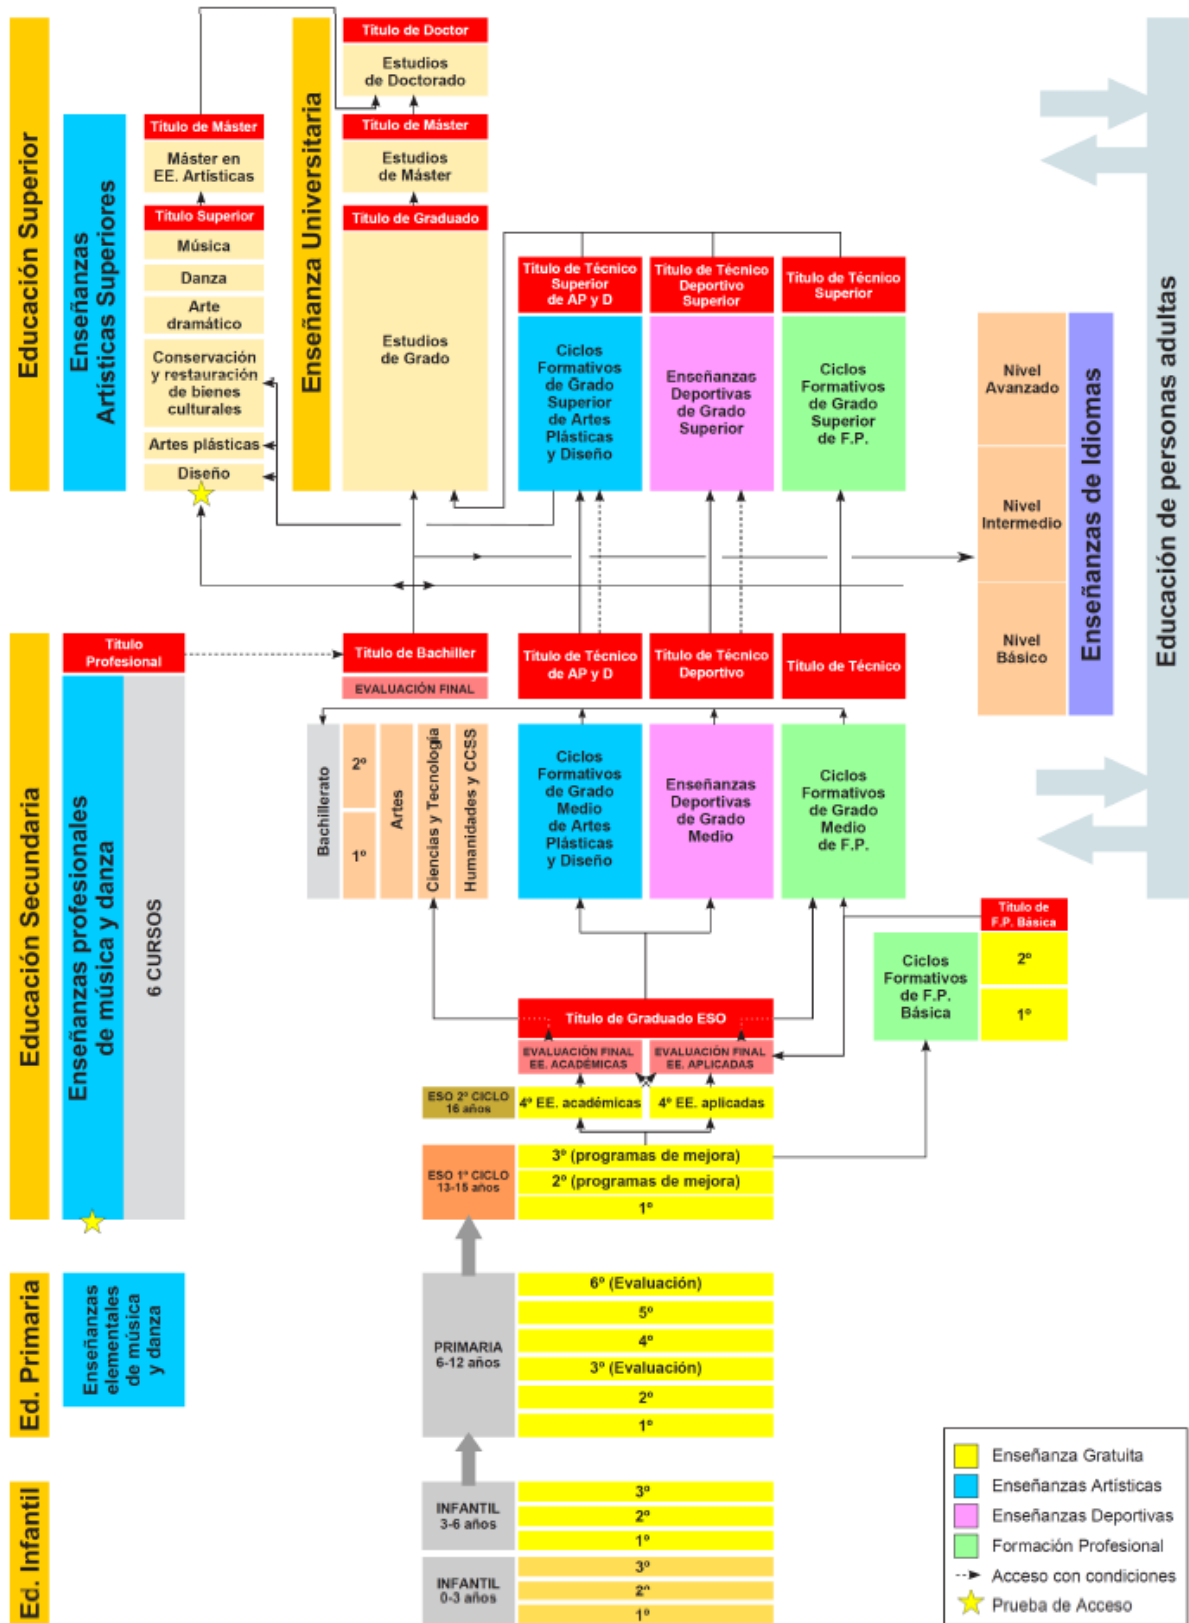 Educación Superior
Enseñanzas
Artísticas Superiores
Título de Máster
Máster en
EE. Artísticas
Título Superior
Música
Danza
Arte
dramático
Conservación
y restauración
de bienes
culturales
Artes plásticas
Diseño
Enseñanza Universitaria
Título de Doctor
Estudios
de Doctorado
Título de Máster
Estudios
de Máster
Título de Graduado
Estudios
de Grado
Título de Técnico
Superior
de AP y D
Ciclos
Formativos
de Grado
Superior
de Artes
Plásticas
y Diseño
Título de Técnico
Deportivo
Superior
Enseñanzas
Deportivas
de Grado
Superior
Título de Técnico
Superior
Ciclos
Formativos
de Grado
Superior
de F.P.
Nivel
Avanzado
Nivel
Intermedio
Nivel
Básico
Enseñanzas de Idiomas
Educación de personas adultas
Educación Secundaria
Título
Profesional
Enseñanzas profesionales
de música y danza
6 CURSOS
Título de Bachiller
EVALUACIÓN FINAL
Bachillerato
2º
1º
Artes
Ciencias y Tecnología
Humanidades y CCSS
Título de Técnico
de AP y D
Ciclos
Formativos
de Grado
Medio
de Artes
Plásticas
y Diseño
Título de Técnico
Deportivo
Enseñanzas
Deportivas
de Grado
Medio
Título de Técnico
Ciclos
Formativos
de Grado
Medio
de F.P.
Título de
F.P. Básica
Ciclos
Formativos
de F.P.
Básica
2º
1º
Título de Graduado ESO
EVALUACIÓN FINAL
EE. ACADÉMICAS
EVALUACIÓN FINAL
EE. APLICADAS
ESO 2º CICLO
16 años
4º EE. académicas
4º EE. aplicadas
ESO 1º CICLO
13-15 años
3º (programas de mejora)
2º (programas de mejora)
1º
Ed. Primaria
Enseñanzas
elementales
de música
y danza
PRIMARIA
6-12 años
6º (Evaluación)
5º
4º
3º (Evaluación)
2º
1º
Ed. Infantil
INFANTIL
3-6 años
3º
2º
1º
INFANTIL
0-3 años
3º
2º
1º
Enseñanza Gratuita
Enseñanzas Artísticas
Enseñanzas Deportivas
Formación Profesional
Acceso con condiciones
Prueba de Acceso